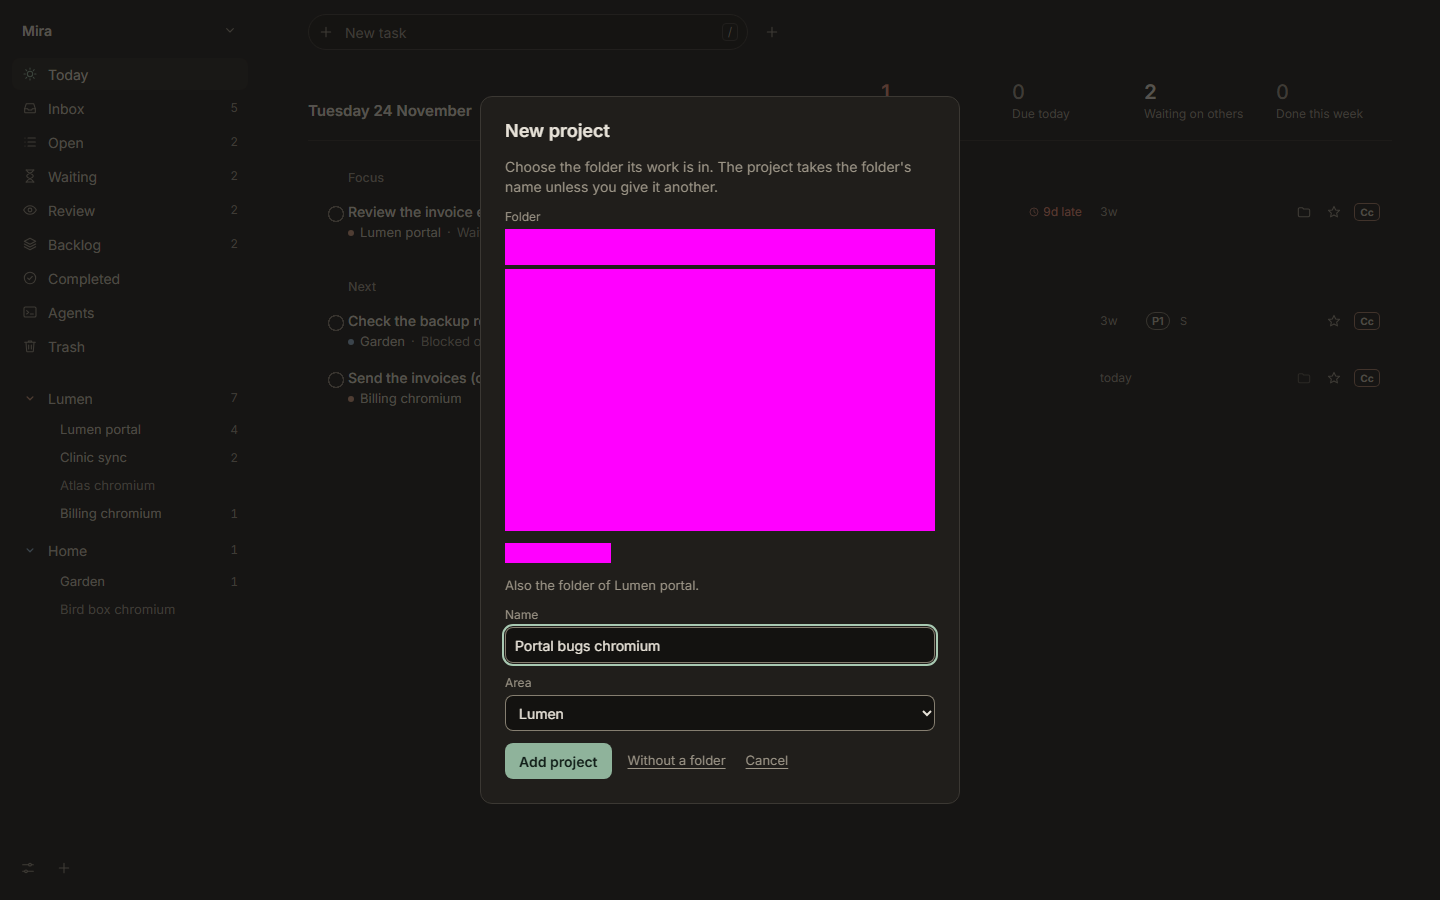 Mira
New task /
Today
Inbox 5
Open 2
Waiting 2
Review 2
Backlog 2
Completed
Agents
Trash
Lumen 7
Lumen portal 4
Clinic sync 2
Atlas chromium
Billing chromium 1
Home 1
Garden 1
Bird box chromium
Tuesday 24 November
1
0
Due today
2
Waiting on others
0
Done this week
Focus
Review the invoice
9d late 3w Cc
Lumen portal ·
Next
Check the backup
3w P1 S Cc
Garden · Blocked
Send the invoices
today Cc
Billing chromium
New project
Choose the folder its work is in. The project takes the folder's
name unless you give it another.
Folder
Also the folder of Lumen portal.
Name
Portal bugs chromium
Area
Lumen
Add project Without a folder Cancel